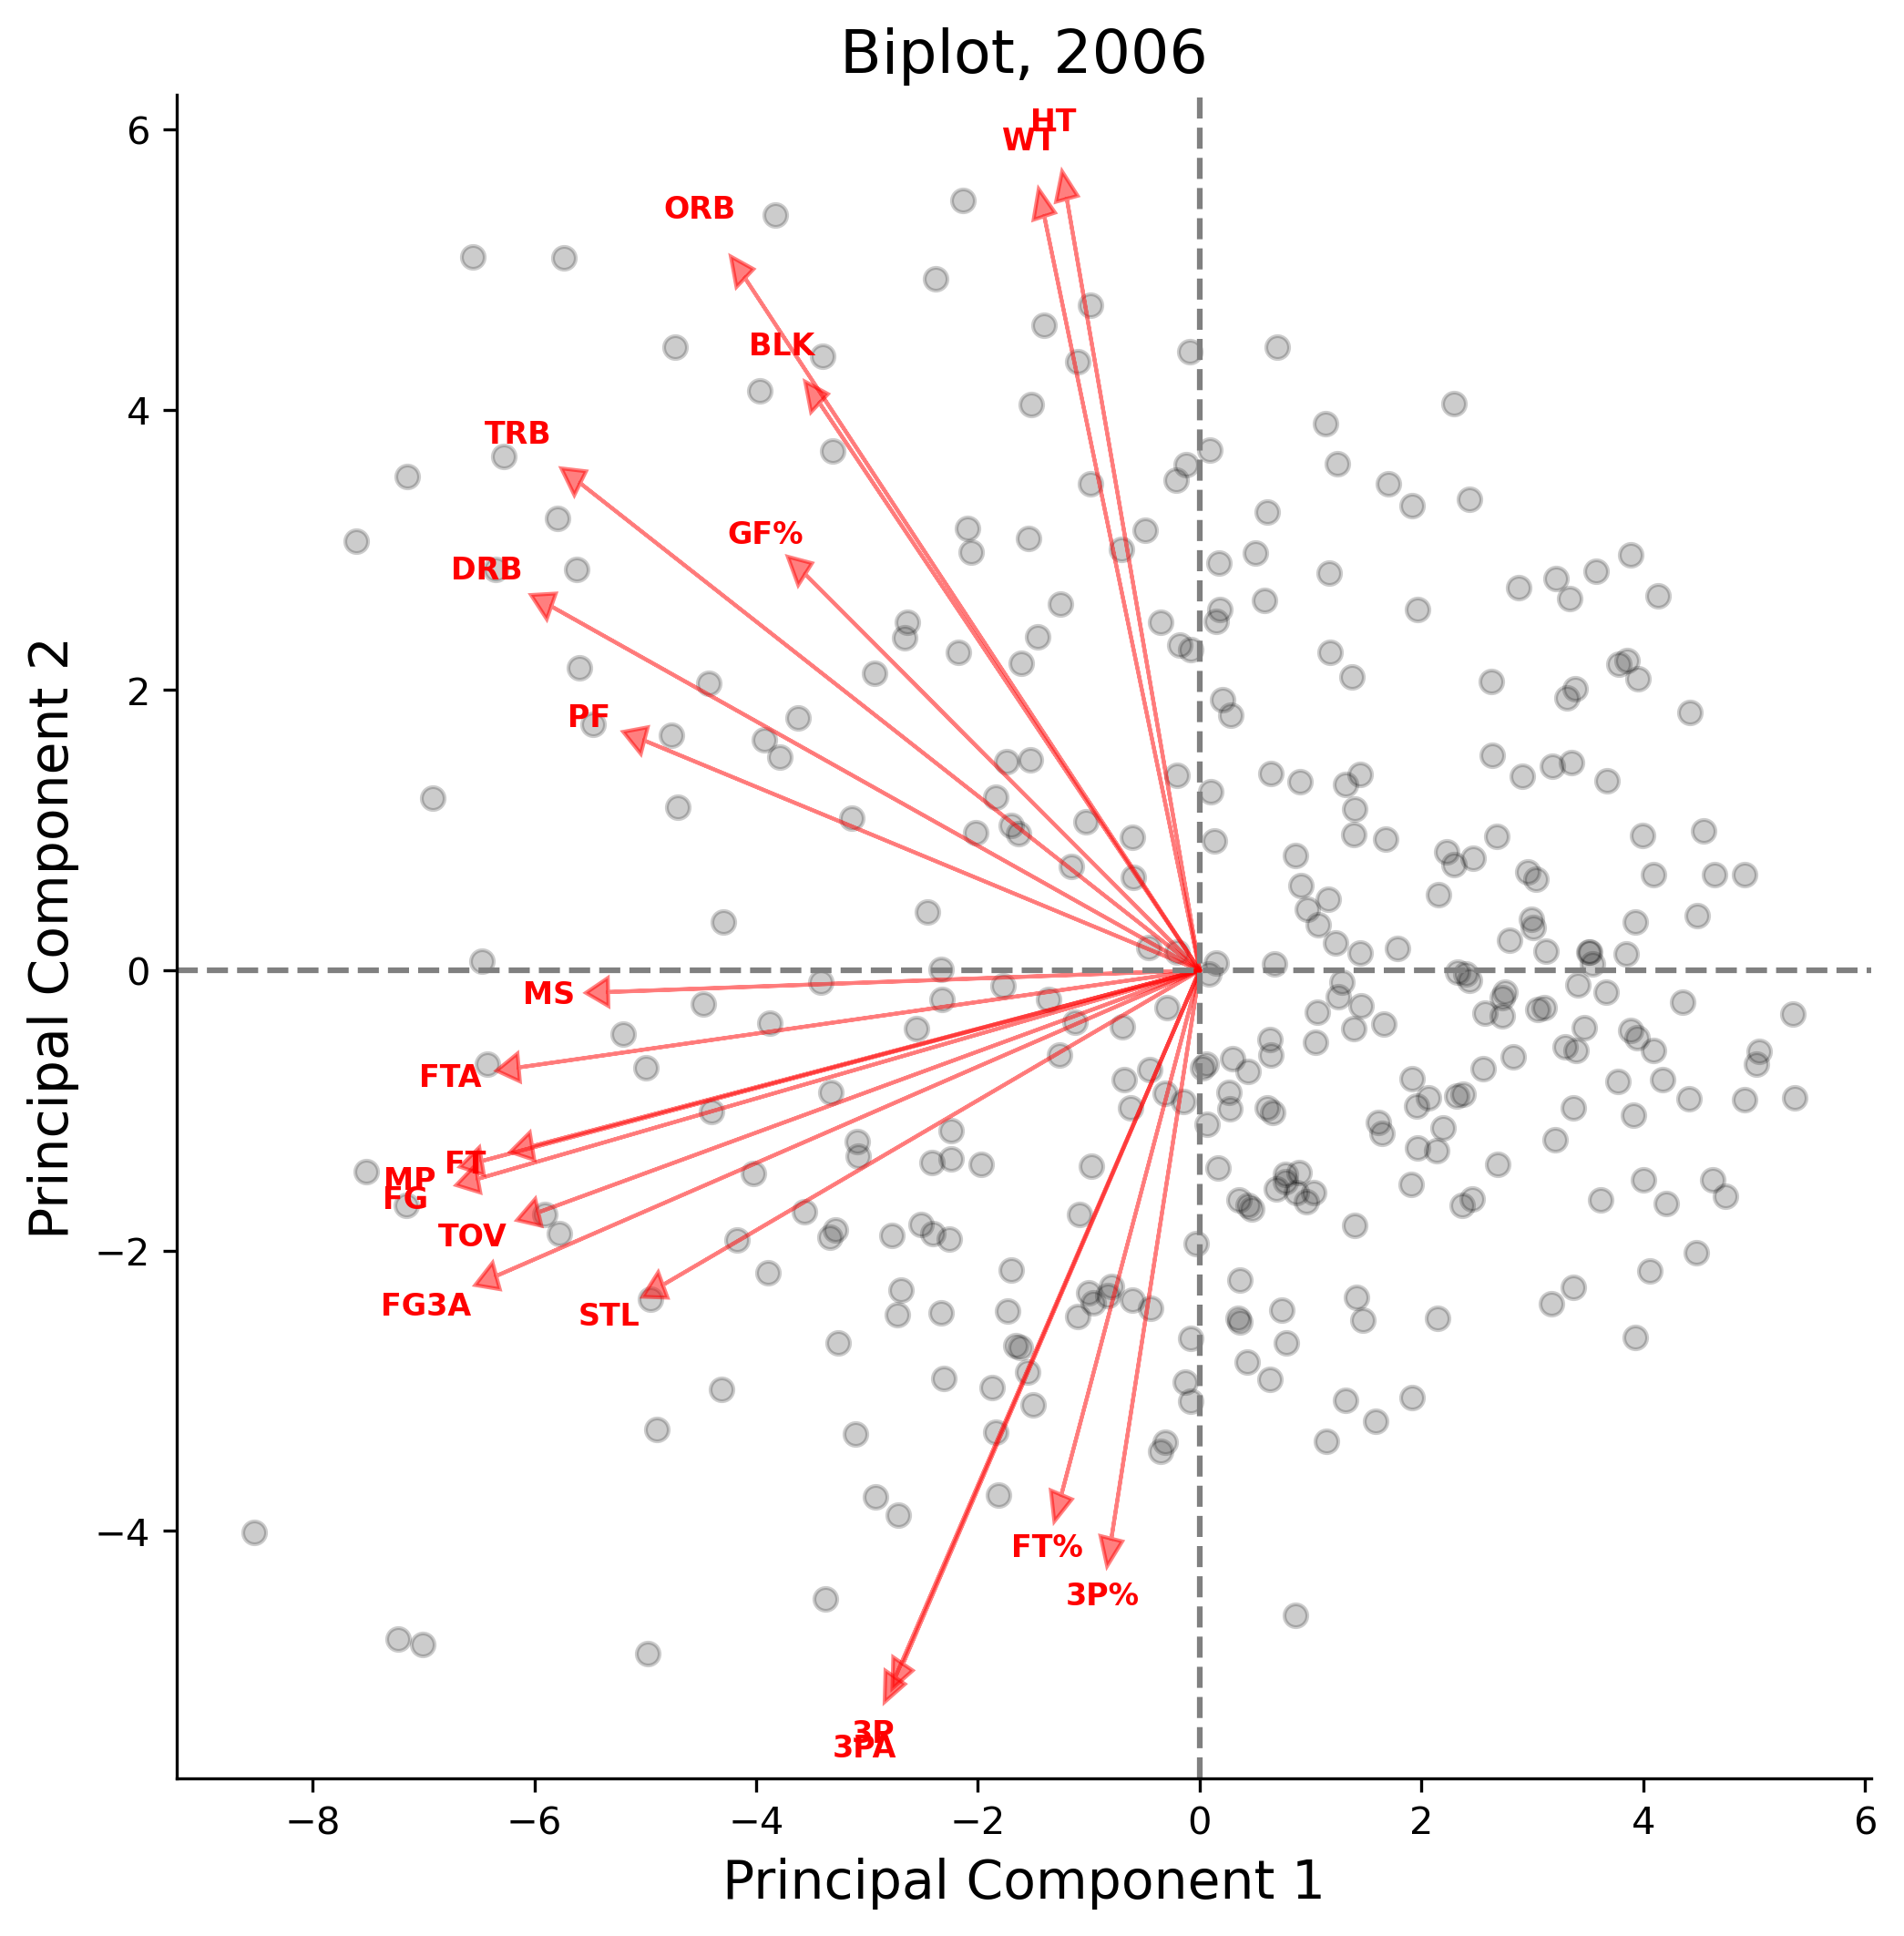 Biplot, 2006
HT
WT
ORB
BLK
TRB
GF%
DRB
PF
MS
FTA
FT
MP
FG
TOV
FG3A
STL
FT%
3P%
3P
3PA
6
4
2
0
−2
−4
Principal Component 2
−8
−6
−4
−2
0
2
4
6
Principal Component 1